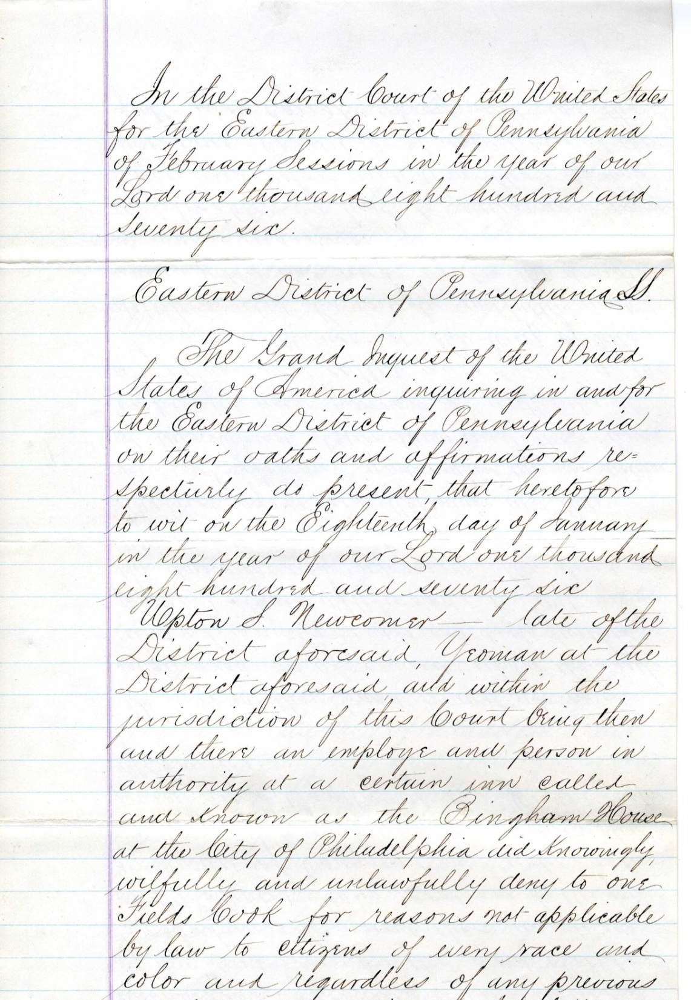 In the District Court of the United States
for the Eastern District of Pennsylvania
of February Sessions in the year of our
Lord one thousand eight hundred and
seventy six.
Eastern District of Pennsylvania SS.
The Grand Inquest of the United
States of America inquiring in and for
the Eastern District of Pennsylvania
on their oaths and affirmations re=
spectively do present, that heretofore
to wit on the Eighteenth day of January
in the year of our Lord one thousand
eight hundred and seventy six
Upton S. Newcomer — late of the
District aforesaid, Yeoman at the
District aforesaid, and within the
jurisdiction of this Court being then
and there an employe and person in
authority at a certain inn called
and known as the Bingham House
at the City of Philadelphia did Knowingly,
wilfully and unlawfully deny to one
Fields Cook for reasons not applicable
by law to citizens of every race and
color and regardless of any previous